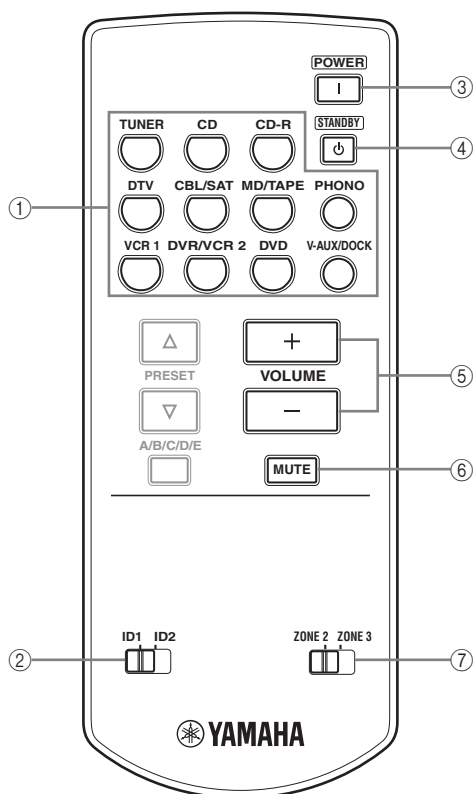 POWER
③
TUNER CD CD-R STANDBY
④
①
DTV CBL/SAT MD/TAPE PHONO
VCR 1 DVR/VCR 2 DVD V-AUX/DOCK
+
PRESET VOLUME
⑤
−
A/B/C/D/E
MUTE
⑥
ID1 ID2 ZONE 2 ZONE 3
② ⑦
YAMAHA